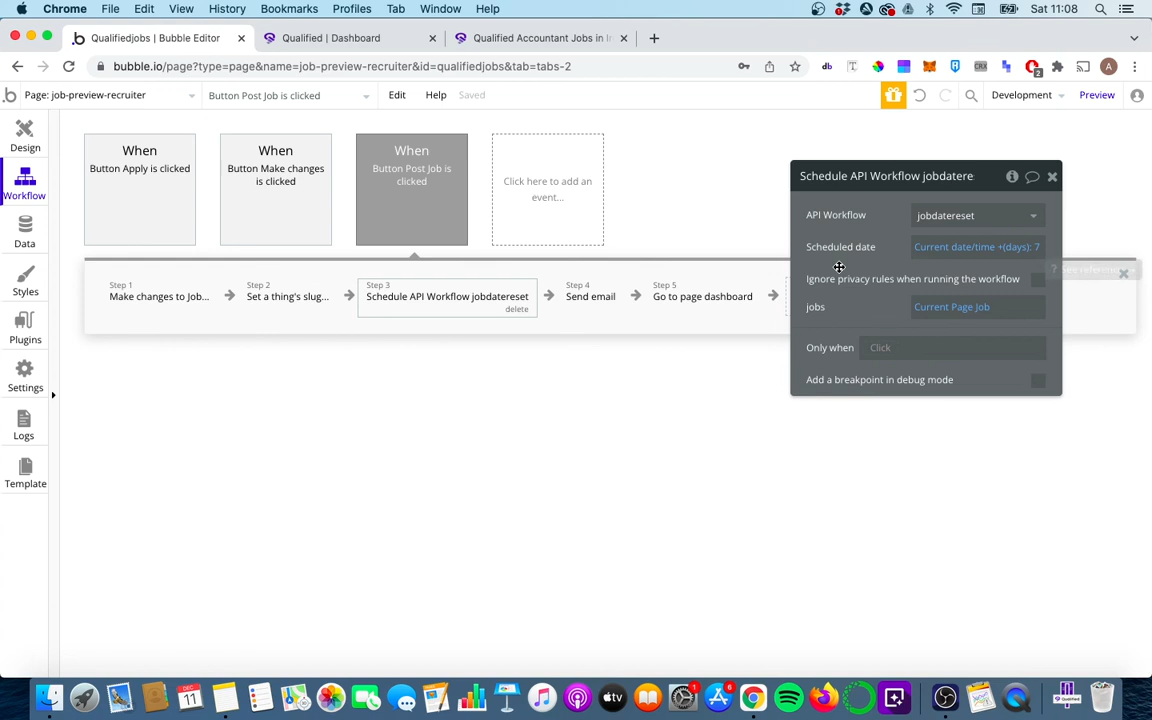 Chrome File Edit View History Bookmarks Profiles Tab Window Help
Sat 11:08
Qualifiedjobs | Bubble Editor
Qualified | Dashboard
Qualified Accountant Jobs in I
bubble.io/page?type=page&name=job-preview-recruiter&id=qualifiedjobs&tab=tabs-2
Page: job-preview-recruiter
Button Post Job is clicked
Edit
Help
Saved
Development
Preview
Design
Workflow
Data
Styles
Plugins
Settings
Logs
Template
When
Button Apply is clicked
When
Button Make changes
is clicked
When
Button Post Job is
clicked
Click here to add an
event...
Step 1
Make changes to Job...
Step 2
Set a thing's slug...
Step 3
Schedule API Workflow jobdatereset
delete
Step 4
Send email
Step 5
Go to page dashboard
Schedule API Workflow jobdatere
API Workflow
jobdatereset
Scheduled date
Current date/time +(days): 7
Ignore privacy rules when running the workflow
jobs
Current Page Job
Only when
Click
Add a breakpoint in debug mode